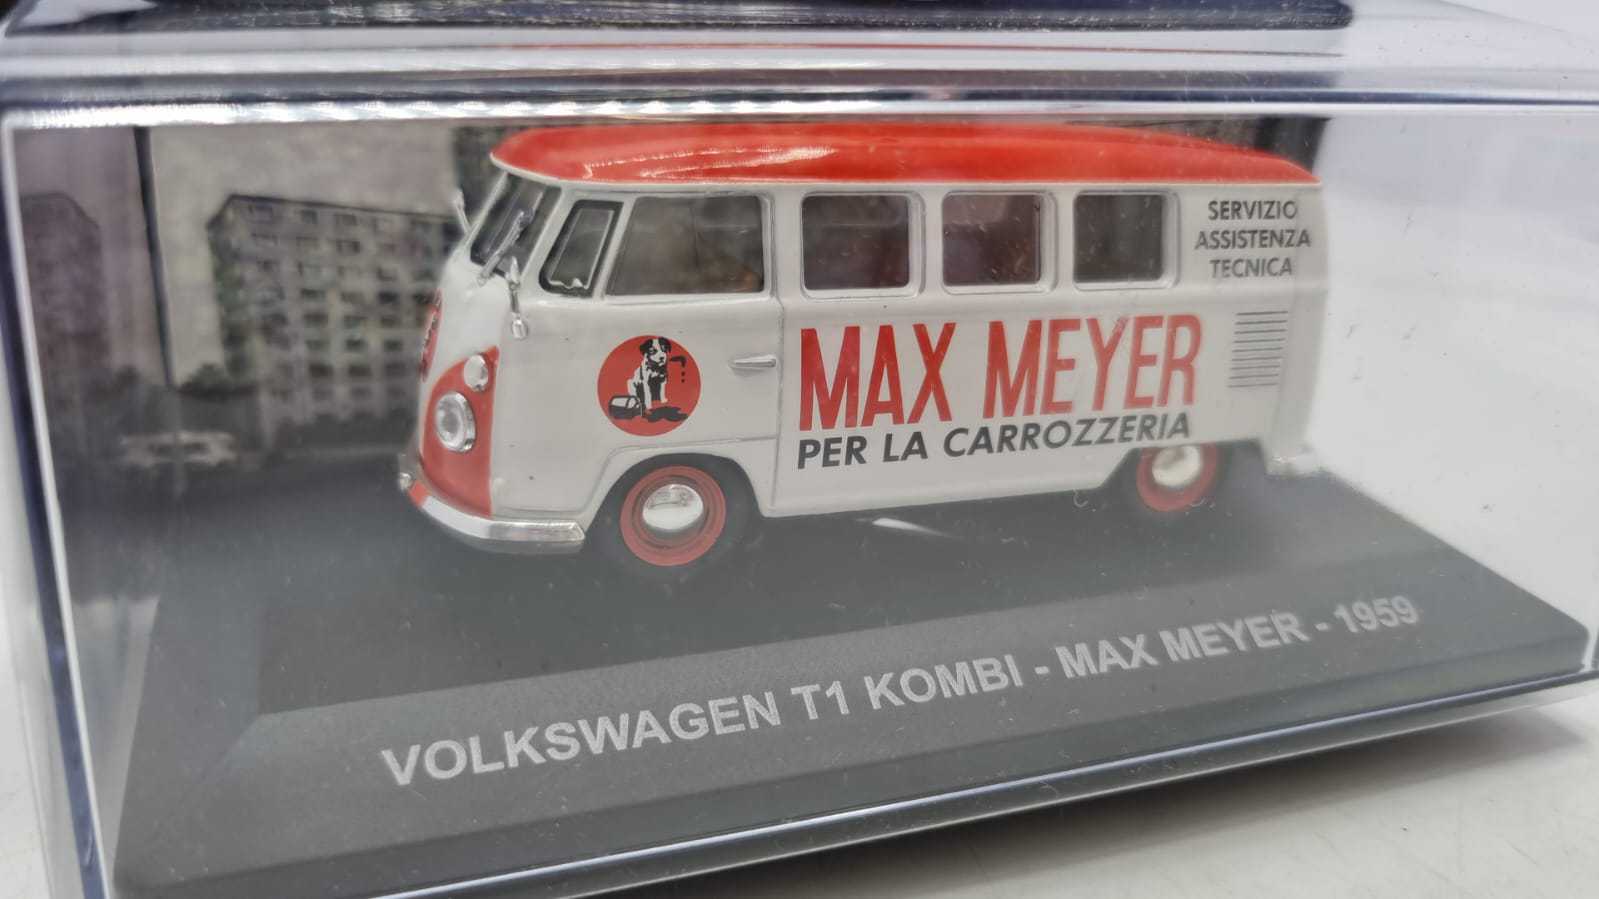 SERVIZIO
ASSISTENZA
TECNICA
MAX MEYER
PER LA CARROZZERIA
VOLKSWAGEN T1 KOMBI - MAX MEYER - 1959